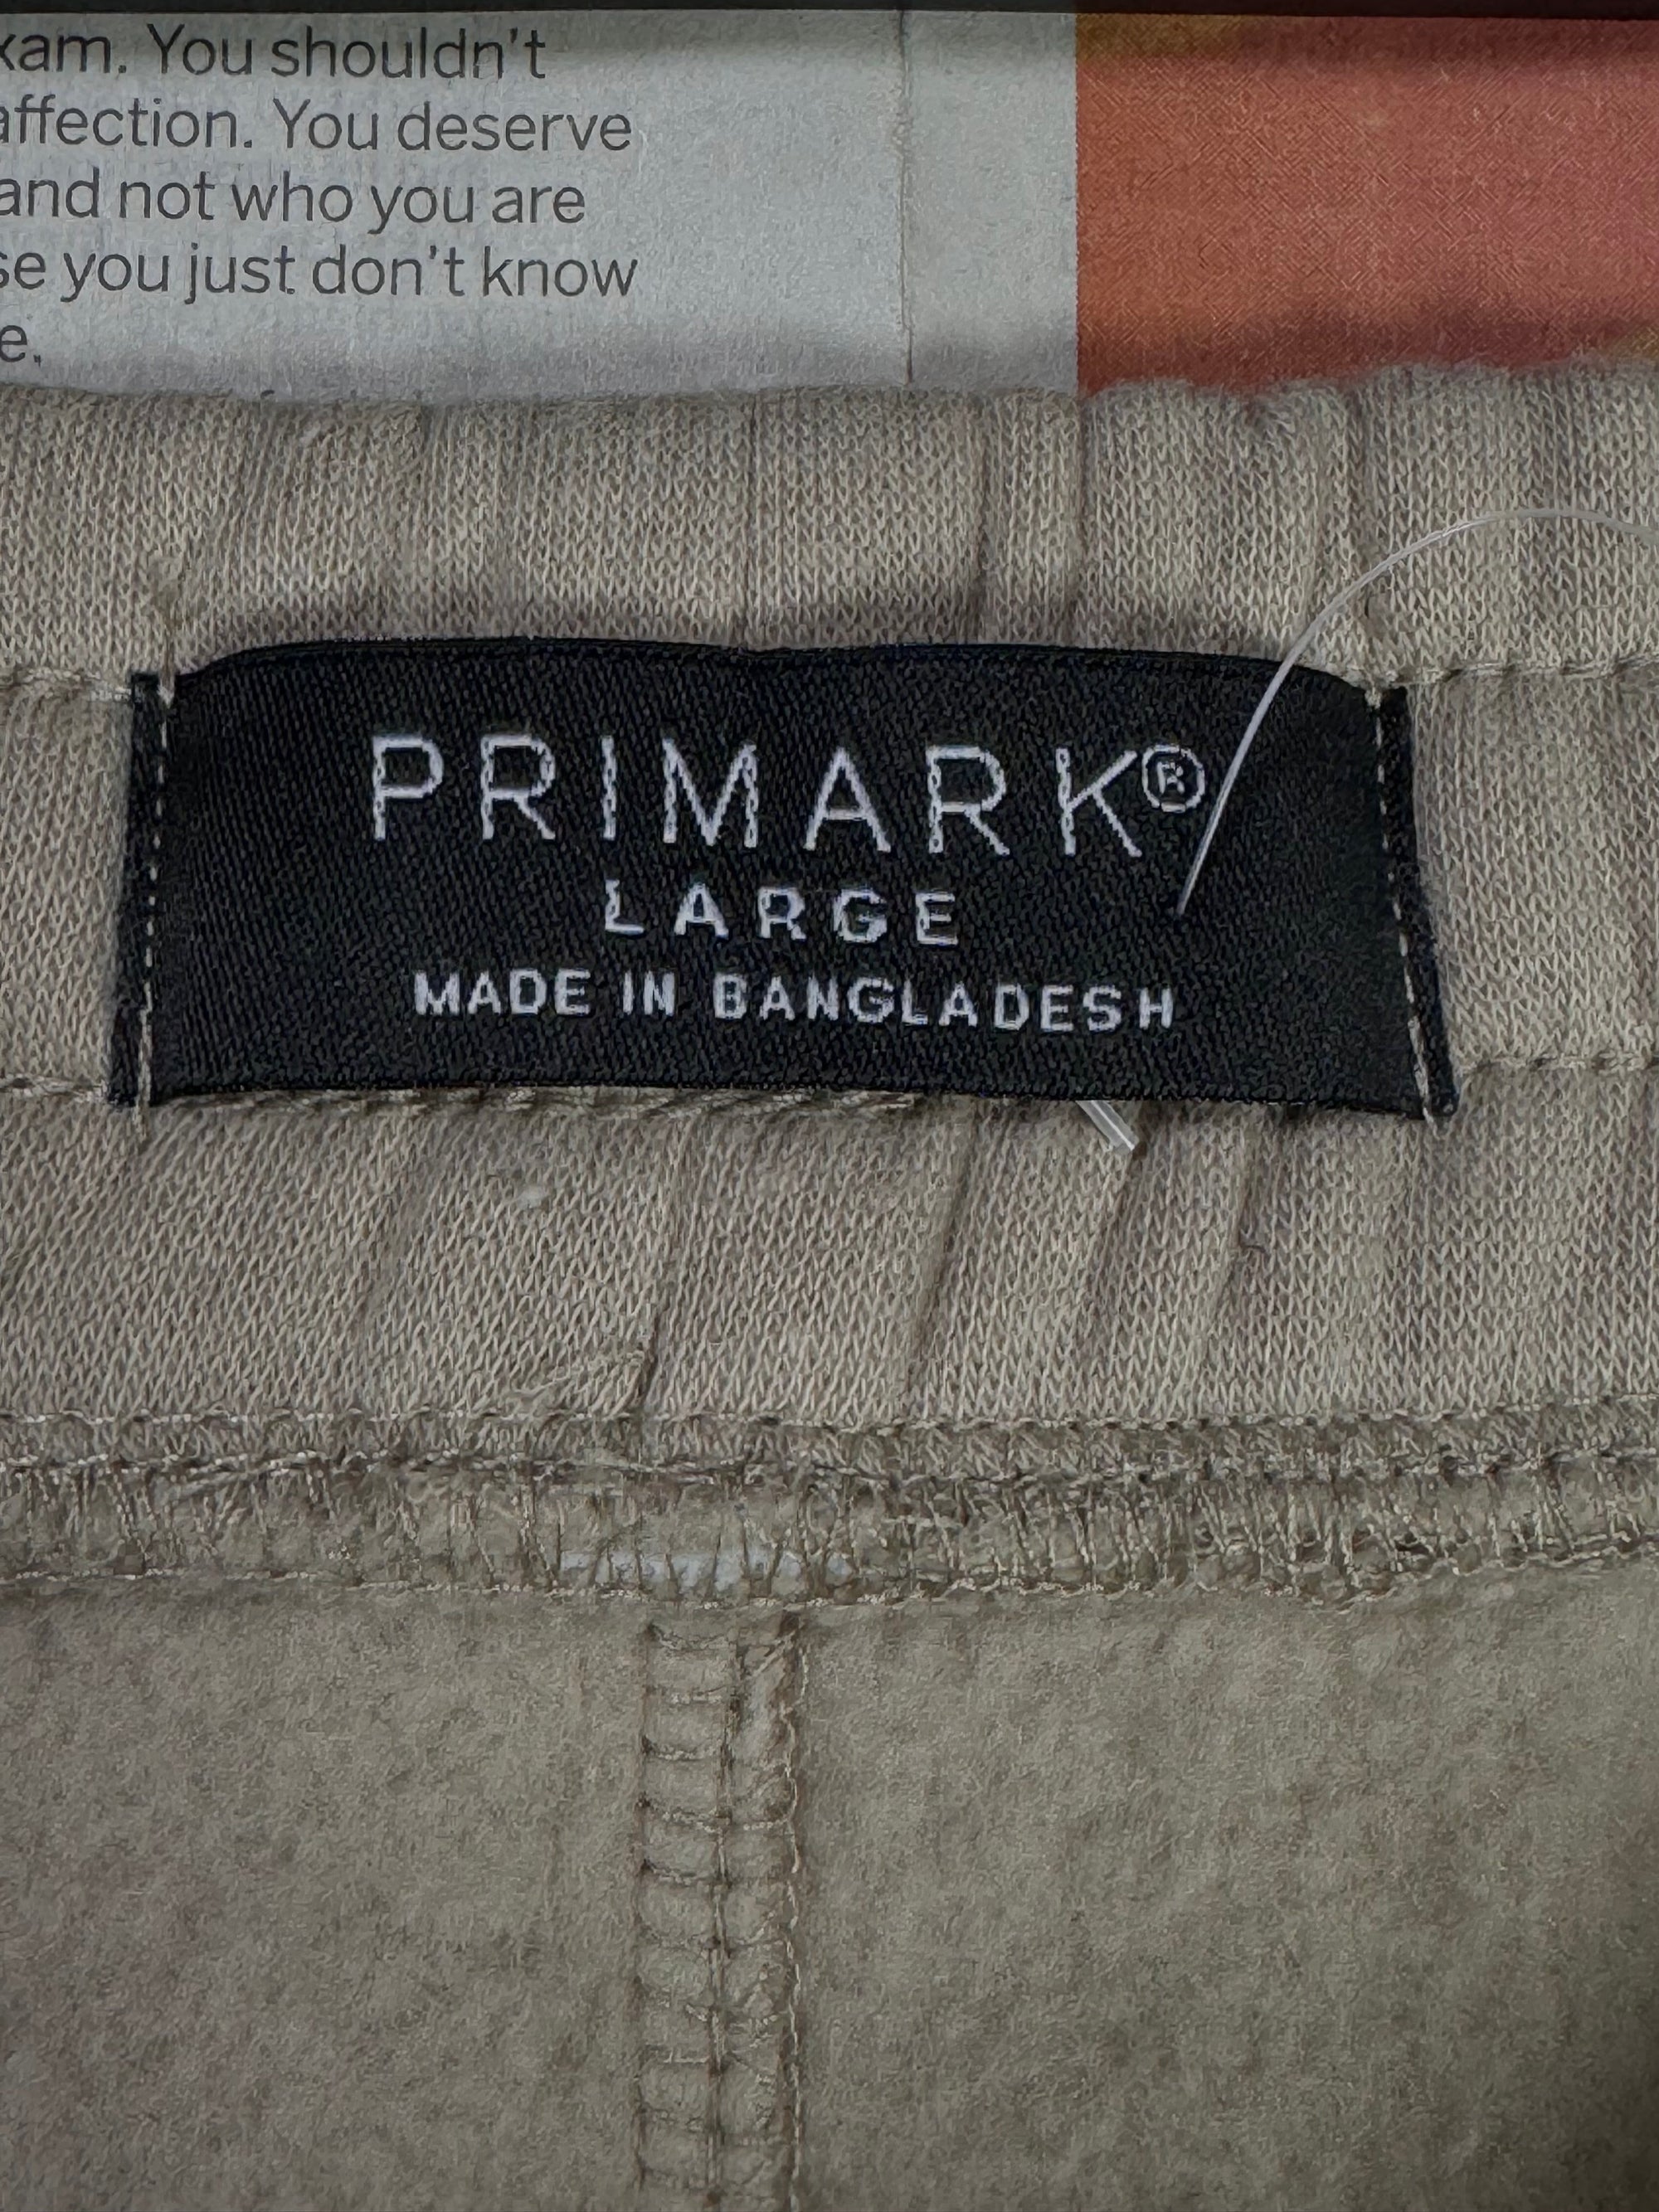 xam. You shouldn't
affection. You deserve
and not who you are
se you just don't know
e.
PRIMARK®
LARGE
MADE IN BANGLADESH